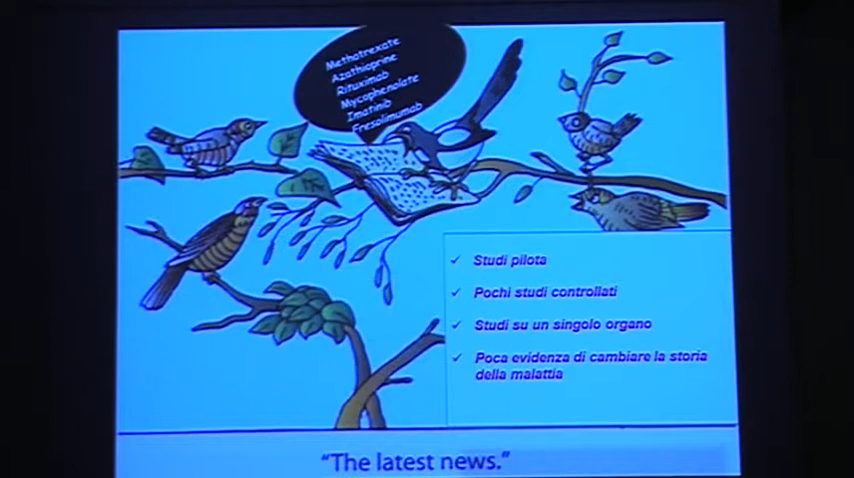 Methotrexate
Azathioprine
Rituximab
Mycophenolate
Imatinib
Fresolimumab
Studi pilota
Pochi studi controllati
Studi su un singolo organo
Poca evidenza di cambiare la storia
della malattia
“The latest news.”